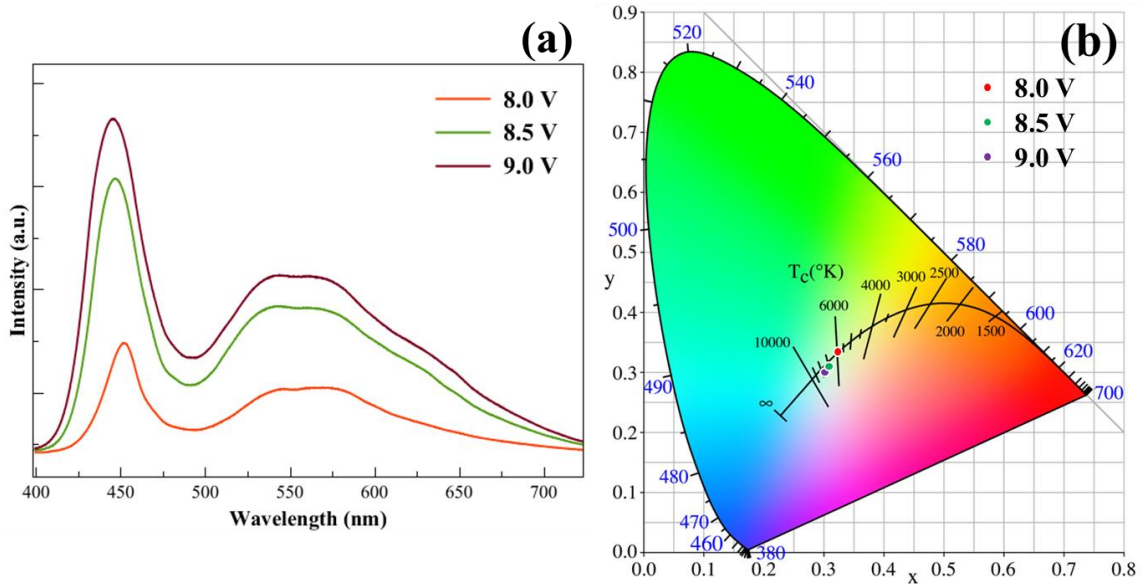 (a)
8.0 V
8.5 V
9.0 V
Intensity (a.u.)
400 450 500 550 600 650 700
Wavelength (nm)
(b)
8.0 V
8.5 V
9.0 V
0.9
0.8
0.7
0.6
0.5
y
0.4
0.3
0.2
0.1
0.0
0.0 0.1 0.2 0.3 0.4 0.5 0.6 0.7 0.8
x
520
540
560
500
580
Tc(°K)
3000 2500
4000
6000
600
2000 1500
10000
620
490
∞
700
480
470
460
380